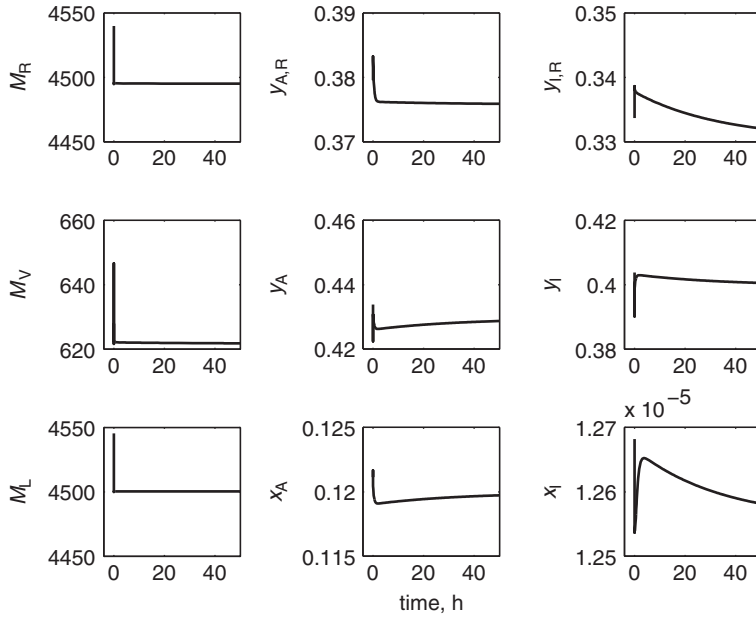 4550
4500
4450
M_R
0 20 40
0.39
0.38
0.37
y_A,R
0 20 40
0.35
0.34
0.33
y_I,R
0 20 40
660
640
620
M_V
0 20 40
0.46
0.44
0.42
y_A
0 20 40
0.42
0.4
0.38
y_I
0 20 40
4550
4500
4450
M_L
0 20 40
0.125
0.12
0.115
x_A
0 20 40
time, h
x 10^−5
1.27
1.26
1.25
x_I
0 20 40